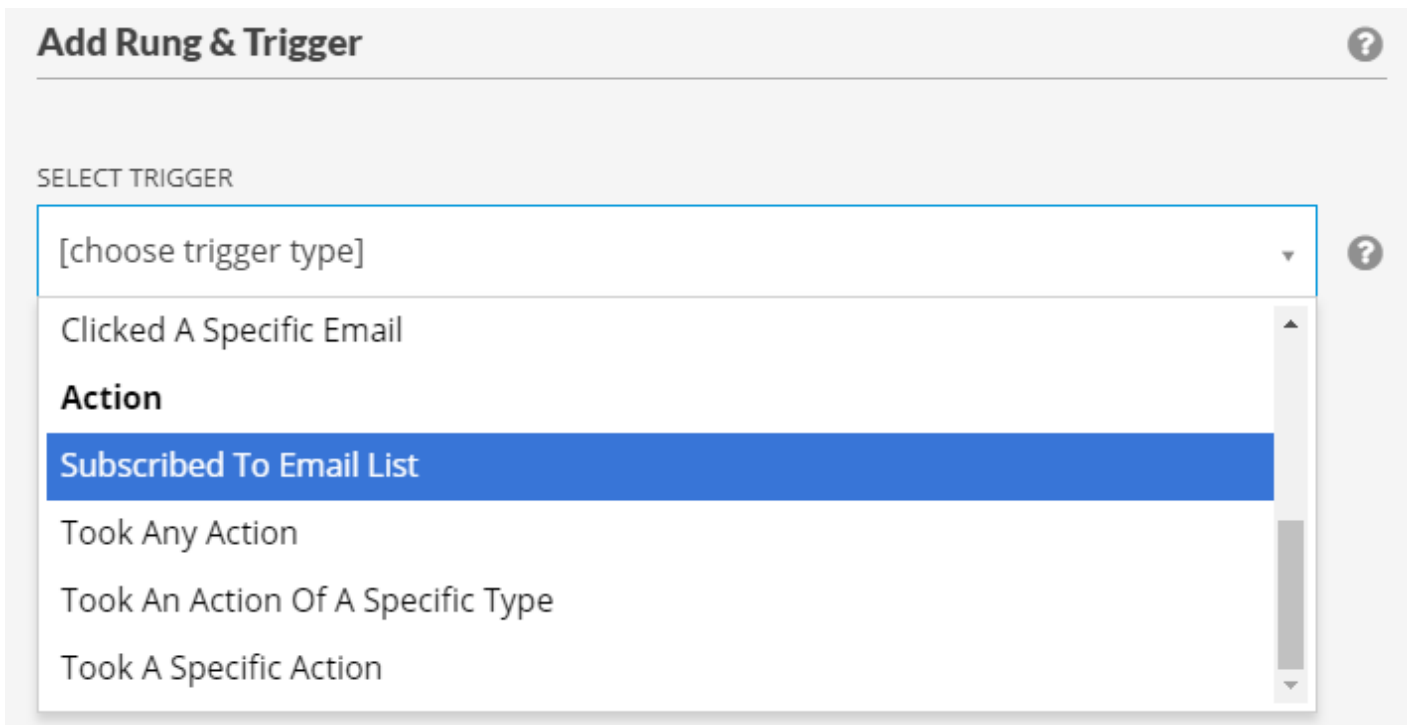 Add Rung & Trigger
SELECT TRIGGER
[choose trigger type]
Clicked A Specific Email
Action
Subscribed To Email List
Took Any Action
Took An Action Of A Specific Type
Took A Specific Action